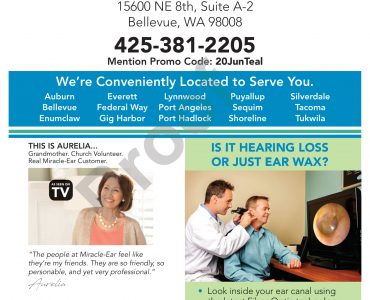 15600 NE 8th, Suite A-2
Bellevue, WA 98008
425-381-2205
Mention Promo Code: 20JunTeal
We're Conveniently Located to Serve You.
Auburn Everett Lynnwood Puyallup Silverdale
Bellevue Federal Way Port Angeles Sequim Tacoma
Enumclaw Gig Harbor Port Hadlock Shoreline Tukwila
THIS IS AURELIA...
Grandmother. Church Volunteer.
Real Miracle-Ear Customer.
AS SEEN ON
TV
"The people at Miracle-Ear feel like
they're my friends. They are so friendly, so
personable, and yet very professional."
Aurelia
IS IT HEARING LOSS
OR JUST EAR WAX?
• Look inside your ear canal using
Proof